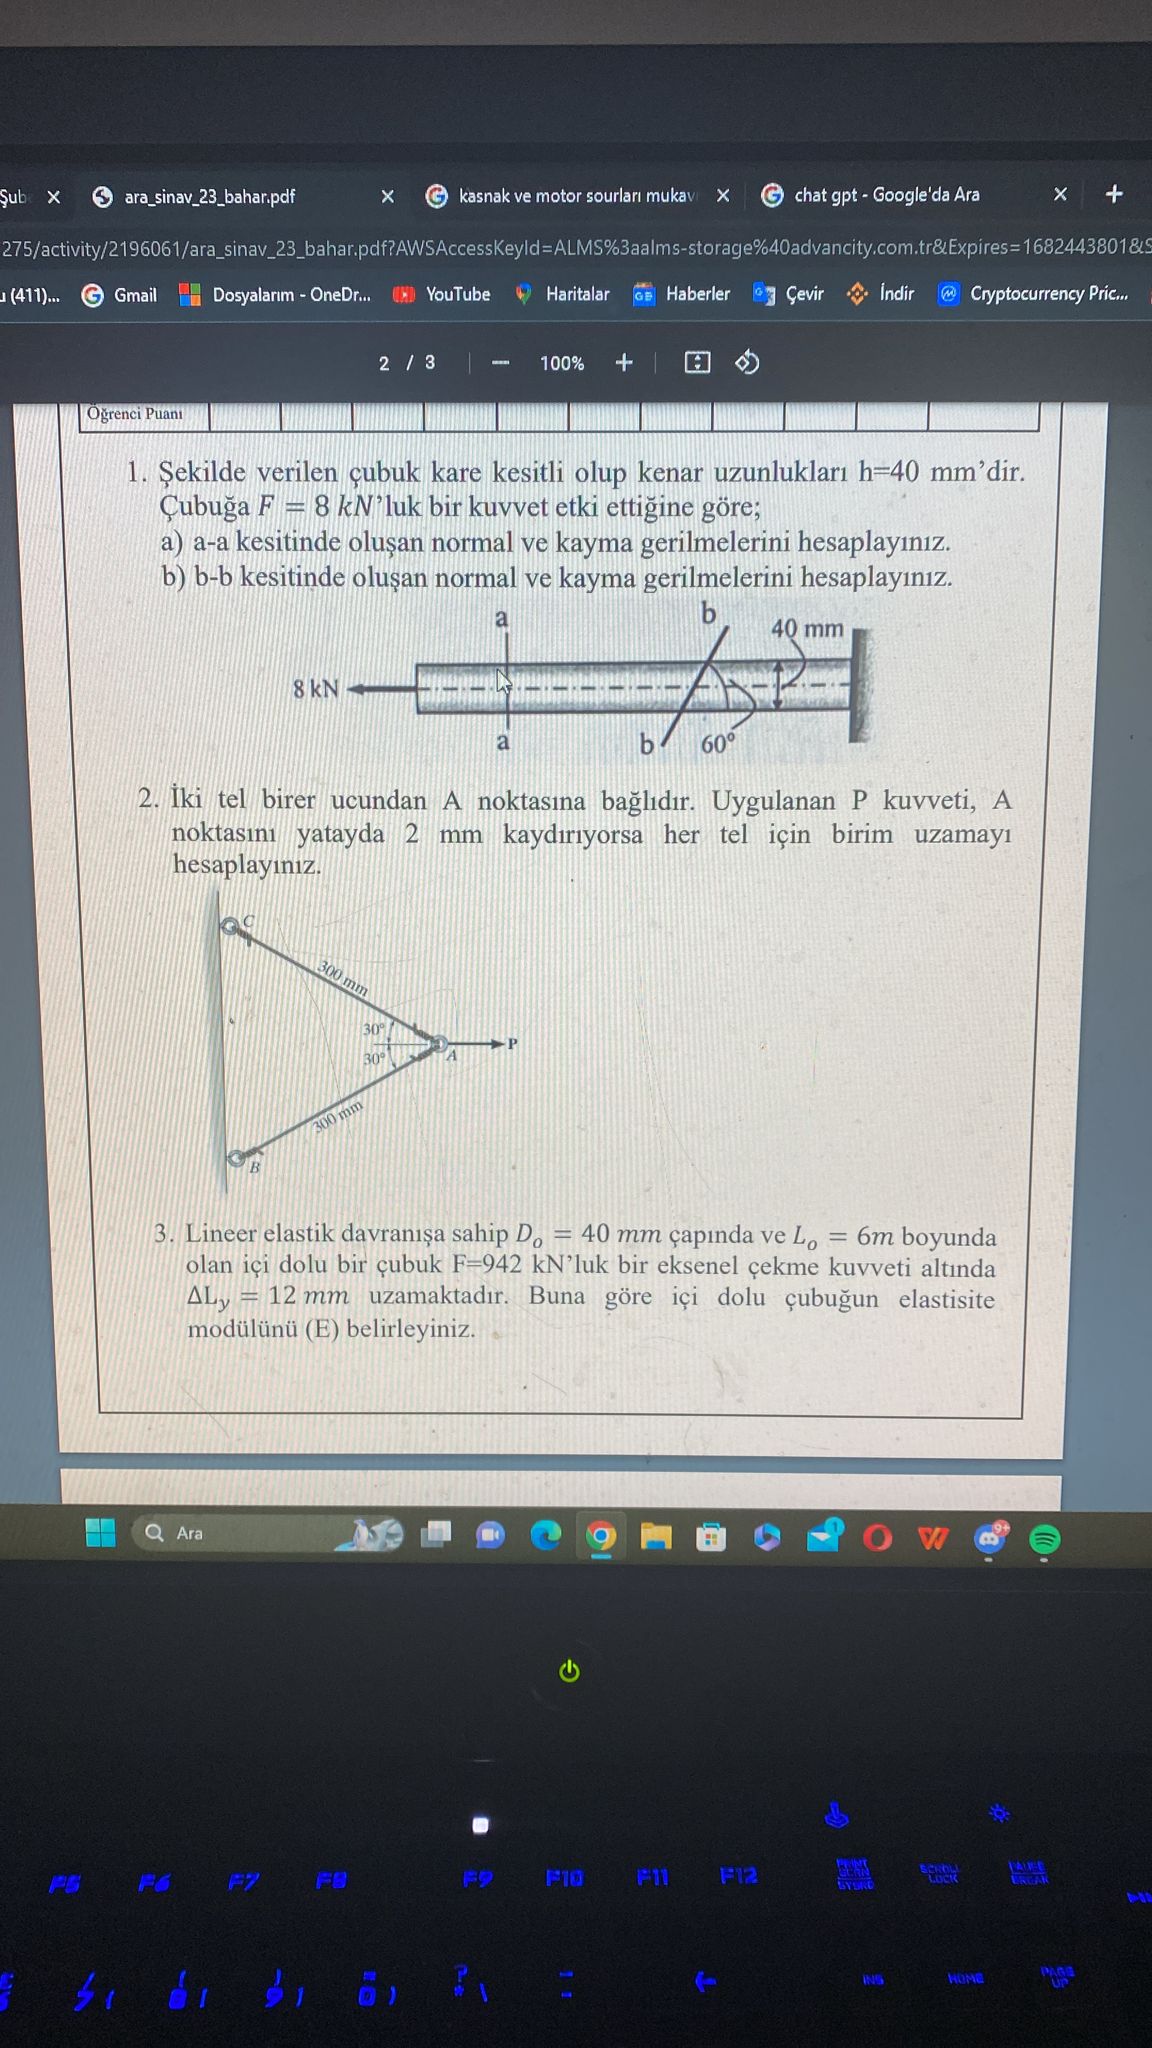 Şub
ara_sinav_23_bahar.pdf
kasnak ve motor sourları mukav
chat gpt - Google'da Ara
275/activity/2196061/ara_sinav_23_bahar.pdf?AWSAccessKeyId=ALMS%3aalms-storage%40advancity.com.tr&Expires=1682443801&S
(411)...
Gmail
Dosyalarım - OneDr...
YouTube
Haritalar
Haberler
Çevir
İndir
Cryptocurrency Pric...
2 / 3
100%
Öğrenci Puanı
1. Şekilde verilen çubuk kare kesitli olup kenar uzunlukları h=40 mm'dir.
Çubuğa F = 8 kN'luk bir kuvvet etki ettiğine göre;
a) a-a kesitinde oluşan normal ve kayma gerilmelerini hesaplayınız.
b) b-b kesitinde oluşan normal ve kayma gerilmelerini hesaplayınız.
a
b
40 mm
8 kN
a
b
60°
2. İki tel birer ucundan A noktasına bağlıdır. Uygulanan P kuvveti, A
noktasını yatayda 2 mm kaydırıyorsa her tel için birim uzamayı
hesaplayınız.
C
300 mm
30°
30°
A
P
300 mm
B
3. Lineer elastik davranışa sahip Dₒ = 40 mm çapında ve Lₒ = 6m boyunda
olan içi dolu bir çubuk F=942 kN'luk bir eksenel çekme kuvveti altında
ΔLy = 12 mm uzamaktadır. Buna göre içi dolu çubuğun elastisite
modülünü (E) belirleyiniz.
Ara
1
9+
F5
F6
F7
F8
F9
F10
F11
F12
PRINT
SCRN
SYSRQ
SCROLL
LOCK
PAUSE
BREAK
INS
HOME
PAGE
UP